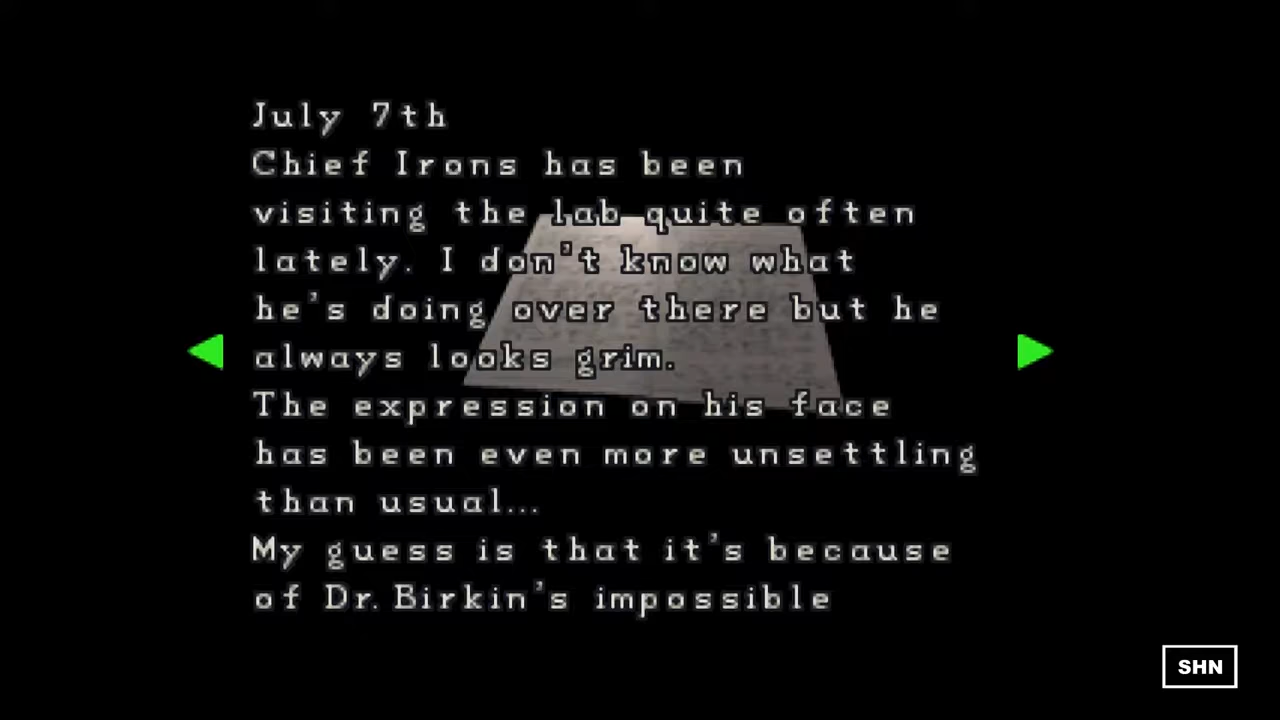 July 7th
Chief Irons has been
visiting the lab quite often
lately. I don't know what
he's doing over there but he
always looks grim.
The expression on his face
has been even more unsettling
than usual...
My guess is that it's because
of Dr. Birkin's impossible
SHN